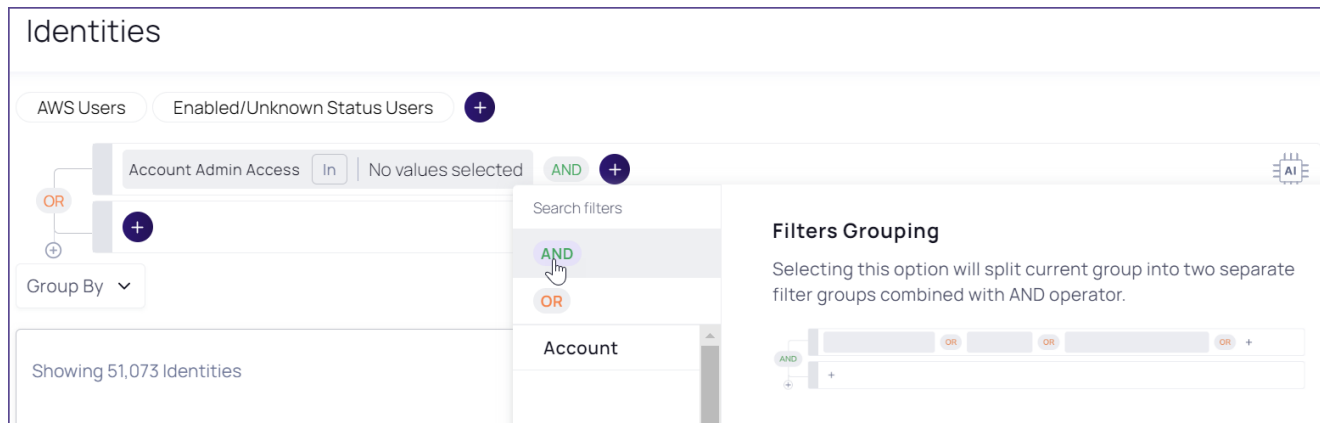 Identities
AWS Users Enabled/Unknown Status Users +
Account Admin Access In No values selected AND +
AI
OR
+
+
Group By
Showing 51,073 Identities
Search filters
AND
OR
Account
Filters Grouping
Selecting this option will split current group into two separate
filter groups combined with AND operator.
OR OR OR +
AND
+
+